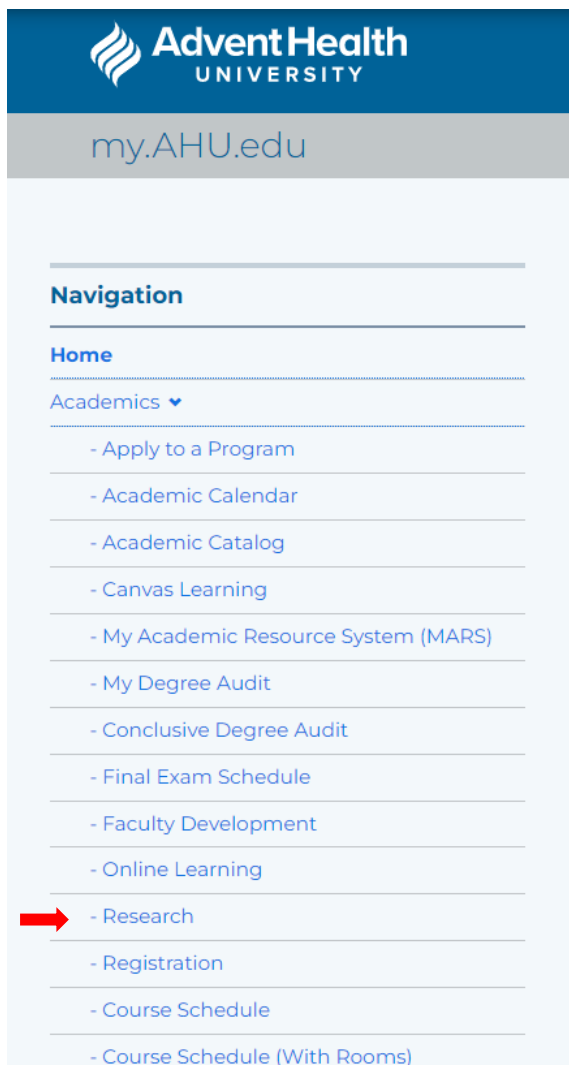 AdventHealth
UNIVERSITY
my.AHU.edu
Navigation
Home
Academics
- Apply to a Program
- Academic Calendar
- Academic Catalog
- Canvas Learning
- My Academic Resource System (MARS)
- My Degree Audit
- Conclusive Degree Audit
- Final Exam Schedule
- Faculty Development
- Online Learning
- Research
- Registration
- Course Schedule
- Course Schedule (With Rooms)